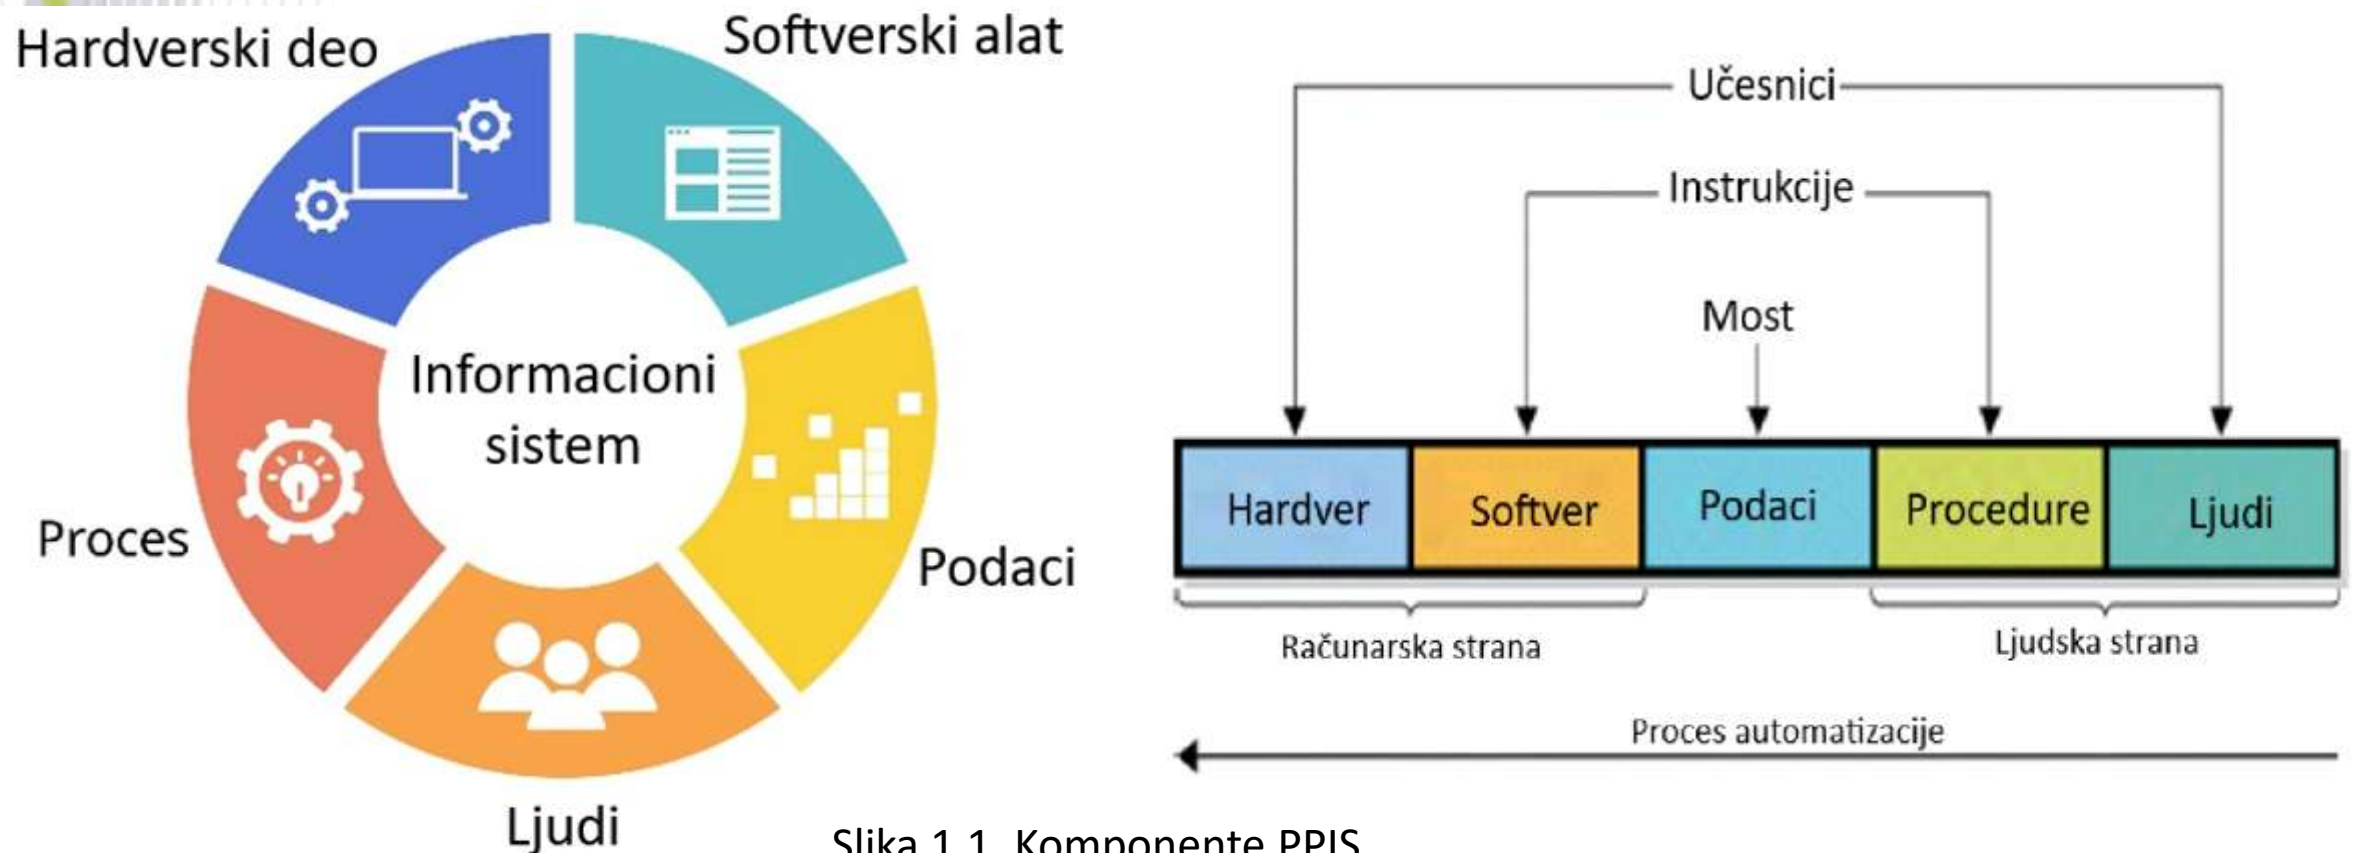 Hardverski deo
Softverski alat
Informacioni
sistem
Proces
Podaci
Ljudi
Učesnici
Instrukcije
Most
Hardver
Softver
Podaci
Procedure
Ljudi
Računarska strana
Ljudska strana
Proces automatizacije
Slika 1.1. Komponente PPIS